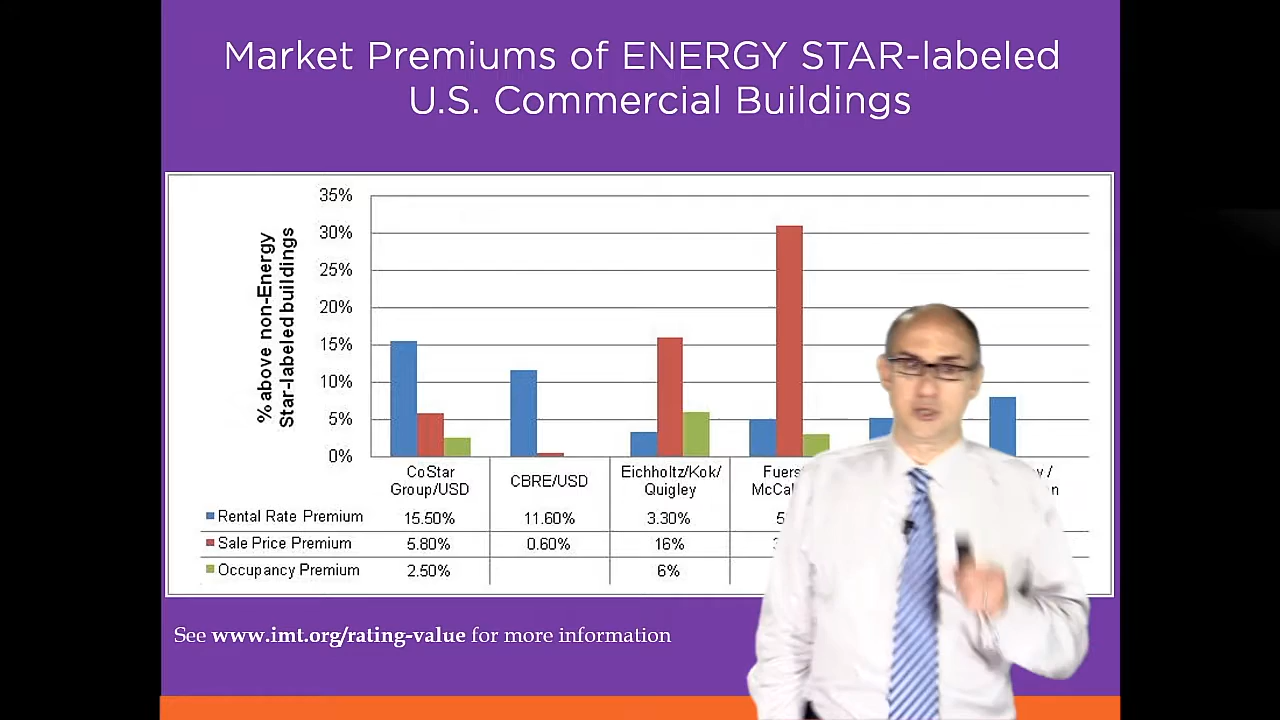 Market Premiums of ENERGY STAR-labeled
U.S. Commercial Buildings
% above non-Energy
Star-labeled buildings
35%
30%
25%
20%
15%
10%
5%
0%
CoStar
Group/USD
CBRE/USD
Eichholtz/Kok/
Quigley
Rental Rate Premium 15.50% 11.60% 3.30%
Sale Price Premium 5.80% 0.60% 16%
Occupancy Premium 2.50% 6%
See www.imt.org/rating-value for more information